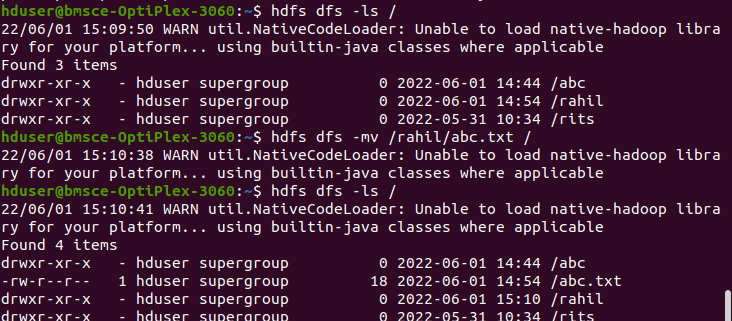 hduser@bmsce-OptiPlex-3060:~$ hdfs dfs -ls /
22/06/01 15:09:50 WARN util.NativeCodeLoader: Unable to load native-hadoop libra
ry for your platform... using builtin-java classes where applicable
Found 3 items
drwxr-xr-x   - hduser supergroup          0 2022-06-01 14:44 /abc
drwxr-xr-x   - hduser supergroup          0 2022-06-01 14:54 /rahil
drwxr-xr-x   - hduser supergroup          0 2022-05-31 10:34 /rits
hduser@bmsce-OptiPlex-3060:~$ hdfs dfs -mv /rahil/abc.txt /
22/06/01 15:10:38 WARN util.NativeCodeLoader: Unable to load native-hadoop libra
ry for your platform... using builtin-java classes where applicable
hduser@bmsce-OptiPlex-3060:~$ hdfs dfs -ls /
22/06/01 15:10:41 WARN util.NativeCodeLoader: Unable to load native-hadoop libra
ry for your platform... using builtin-java classes where applicable
Found 4 items
drwxr-xr-x   - hduser supergroup          0 2022-06-01 14:44 /abc
-rw-r--r--   1 hduser supergroup         18 2022-06-01 14:54 /abc.txt
drwxr-xr-x   - hduser supergroup          0 2022-06-01 15:10 /rahil
drwxr-xr-x   - hduser supergroup          0 2022-05-31 10:34 /rits